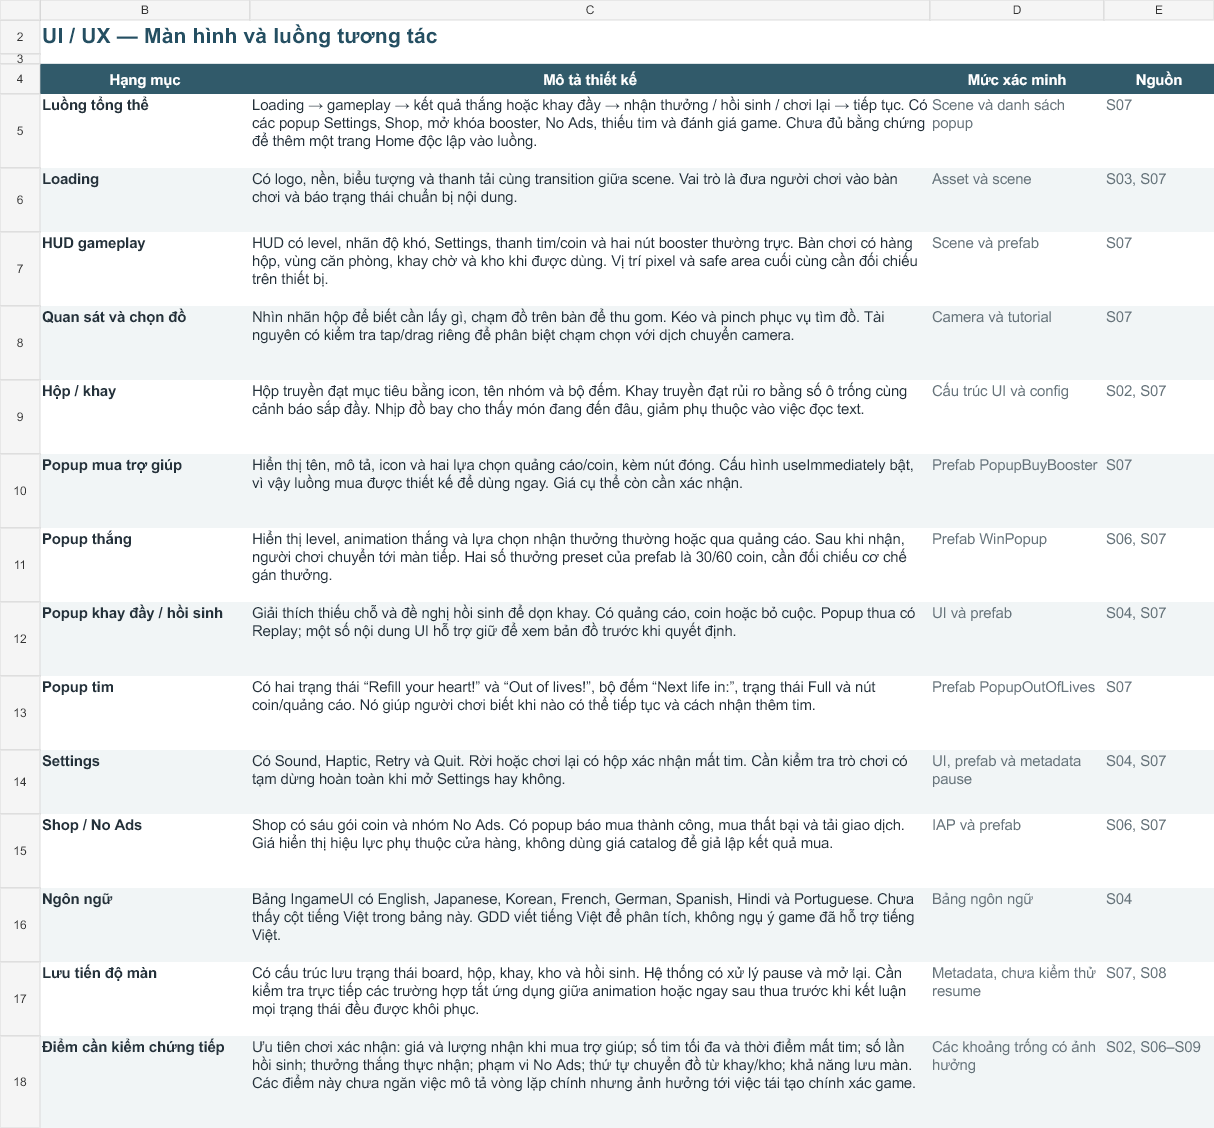 B C D E
2 UI / UX — Màn hình và luồng tương tác
3
4 Hạng mục Mô tả thiết kế Mức xác minh Nguồn
5 Luồng tổng thể Loading → gameplay → kết quả thắng hoặc khay đầy → nhận thưởng / hồi sinh / chơi lại → tiếp tục. Có Scene và danh sách S07
các popup Settings, Shop, mở khóa booster, No Ads, thiếu tim và đánh giá game. Chưa đủ bằng chứng popup
để thêm một trang Home độc lập vào luồng.
6 Loading Có logo, nền, biểu tượng và thanh tải cùng transition giữa scene. Vai trò là đưa người chơi vào bàn Asset và scene S03, S07
chơi và báo trạng thái chuẩn bị nội dung.
7 HUD gameplay HUD có level, nhãn độ khó, Settings, thanh tim/coin và hai nút booster thường trực. Bàn chơi có hàng Scene và prefab S07
hộp, vùng căn phòng, khay chờ và kho khi được dùng. Vị trí pixel và safe area cuối cùng cần đối chiếu
trên thiết bị.
8 Quan sát và chọn đồ Nhìn nhãn hộp để biết cần lấy gì, chạm đồ trên bàn để thu gom. Kéo và pinch phục vụ tìm đồ. Tài Camera và tutorial S07
nguyên có kiểm tra tap/drag riêng để phân biệt chạm chọn với dịch chuyển camera.
9 Hộp / khay Hộp truyền đạt mục tiêu bằng icon, tên nhóm và bộ đếm. Khay truyền đạt rủi ro bằng số ô trống cùng Cấu trúc UI và config S02, S07
cảnh báo sắp đầy. Nhịp đồ bay cho thấy món đang đến đâu, giảm phụ thuộc vào việc đọc text.
10 Popup mua trợ giúp Hiển thị tên, mô tả, icon và hai lựa chọn quảng cáo/coin, kèm nút đóng. Cấu hình useImmediately bật, Prefab PopupBuyBooster S07
vì vậy luồng mua được thiết kế để dùng ngay. Giá cụ thể còn cần xác nhận.
11 Popup thắng Hiển thị level, animation thắng và lựa chọn nhận thưởng thường hoặc qua quảng cáo. Sau khi nhận, Prefab WinPopup S06, S07
người chơi chuyển tới màn tiếp. Hai số thưởng preset của prefab là 30/60 coin, cần đối chiếu cơ chế
gán thưởng.
12 Popup khay đầy / hồi sinh Giải thích thiếu chỗ và đề nghị hồi sinh để dọn khay. Có quảng cáo, coin hoặc bỏ cuộc. Popup thua có UI và prefab S04, S07
Replay; một số nội dung UI hỗ trợ giữ để xem bản đồ trước khi quyết định.
13 Popup tim Có hai trạng thái “Refill your heart!” và “Out of lives!”, bộ đếm “Next life in:”, trạng thái Full và nút Prefab PopupOutOfLives S07
coin/quảng cáo. Nó giúp người chơi biết khi nào có thể tiếp tục và cách nhận thêm tim.
14 Settings Có Sound, Haptic, Retry và Quit. Rời hoặc chơi lại có hộp xác nhận mất tim. Cần kiểm tra trò chơi có UI, prefab và metadata S04, S07
tạm dừng hoàn toàn khi mở Settings hay không. pause
15 Shop / No Ads Shop có sáu gói coin và nhóm No Ads. Có popup báo mua thành công, mua thất bại và tải giao dịch. IAP và prefab S06, S07
Giá hiển thị hiệu lực phụ thuộc cửa hàng, không dùng giá catalog để giả lập kết quả mua.
16 Ngôn ngữ Bảng IngameUI có English, Japanese, Korean, French, German, Spanish, Hindi và Portuguese. Chưa Bảng ngôn ngữ S04
thấy cột tiếng Việt trong bảng này. GDD viết tiếng Việt để phân tích, không ngụ ý game đã hỗ trợ tiếng
Việt.
17 Lưu tiến độ màn Có cấu trúc lưu trạng thái board, hộp, khay, kho và hồi sinh. Hệ thống có xử lý pause và mở lại. Cần Metadata, chưa kiểm thử S07, S08
kiểm tra trực tiếp các trường hợp tắt ứng dụng giữa animation hoặc ngay sau thua trước khi kết luận resume
mọi trạng thái đều được khôi phục.
18 Điểm cần kiểm chứng tiếp Ưu tiên chơi xác nhận: giá và lượng nhận khi mua trợ giúp; số tim tối đa và thời điểm mất tim; số lần Các khoảng trống có ảnh S02, S06–S09
hồi sinh; thưởng thắng thực nhận; phạm vi No Ads; thứ tự chuyển đồ từ khay/kho; khả năng lưu màn. hưởng
Các điểm này chưa ngăn việc mô tả vòng lặp chính nhưng ảnh hưởng tới việc tái tạo chính xác game.